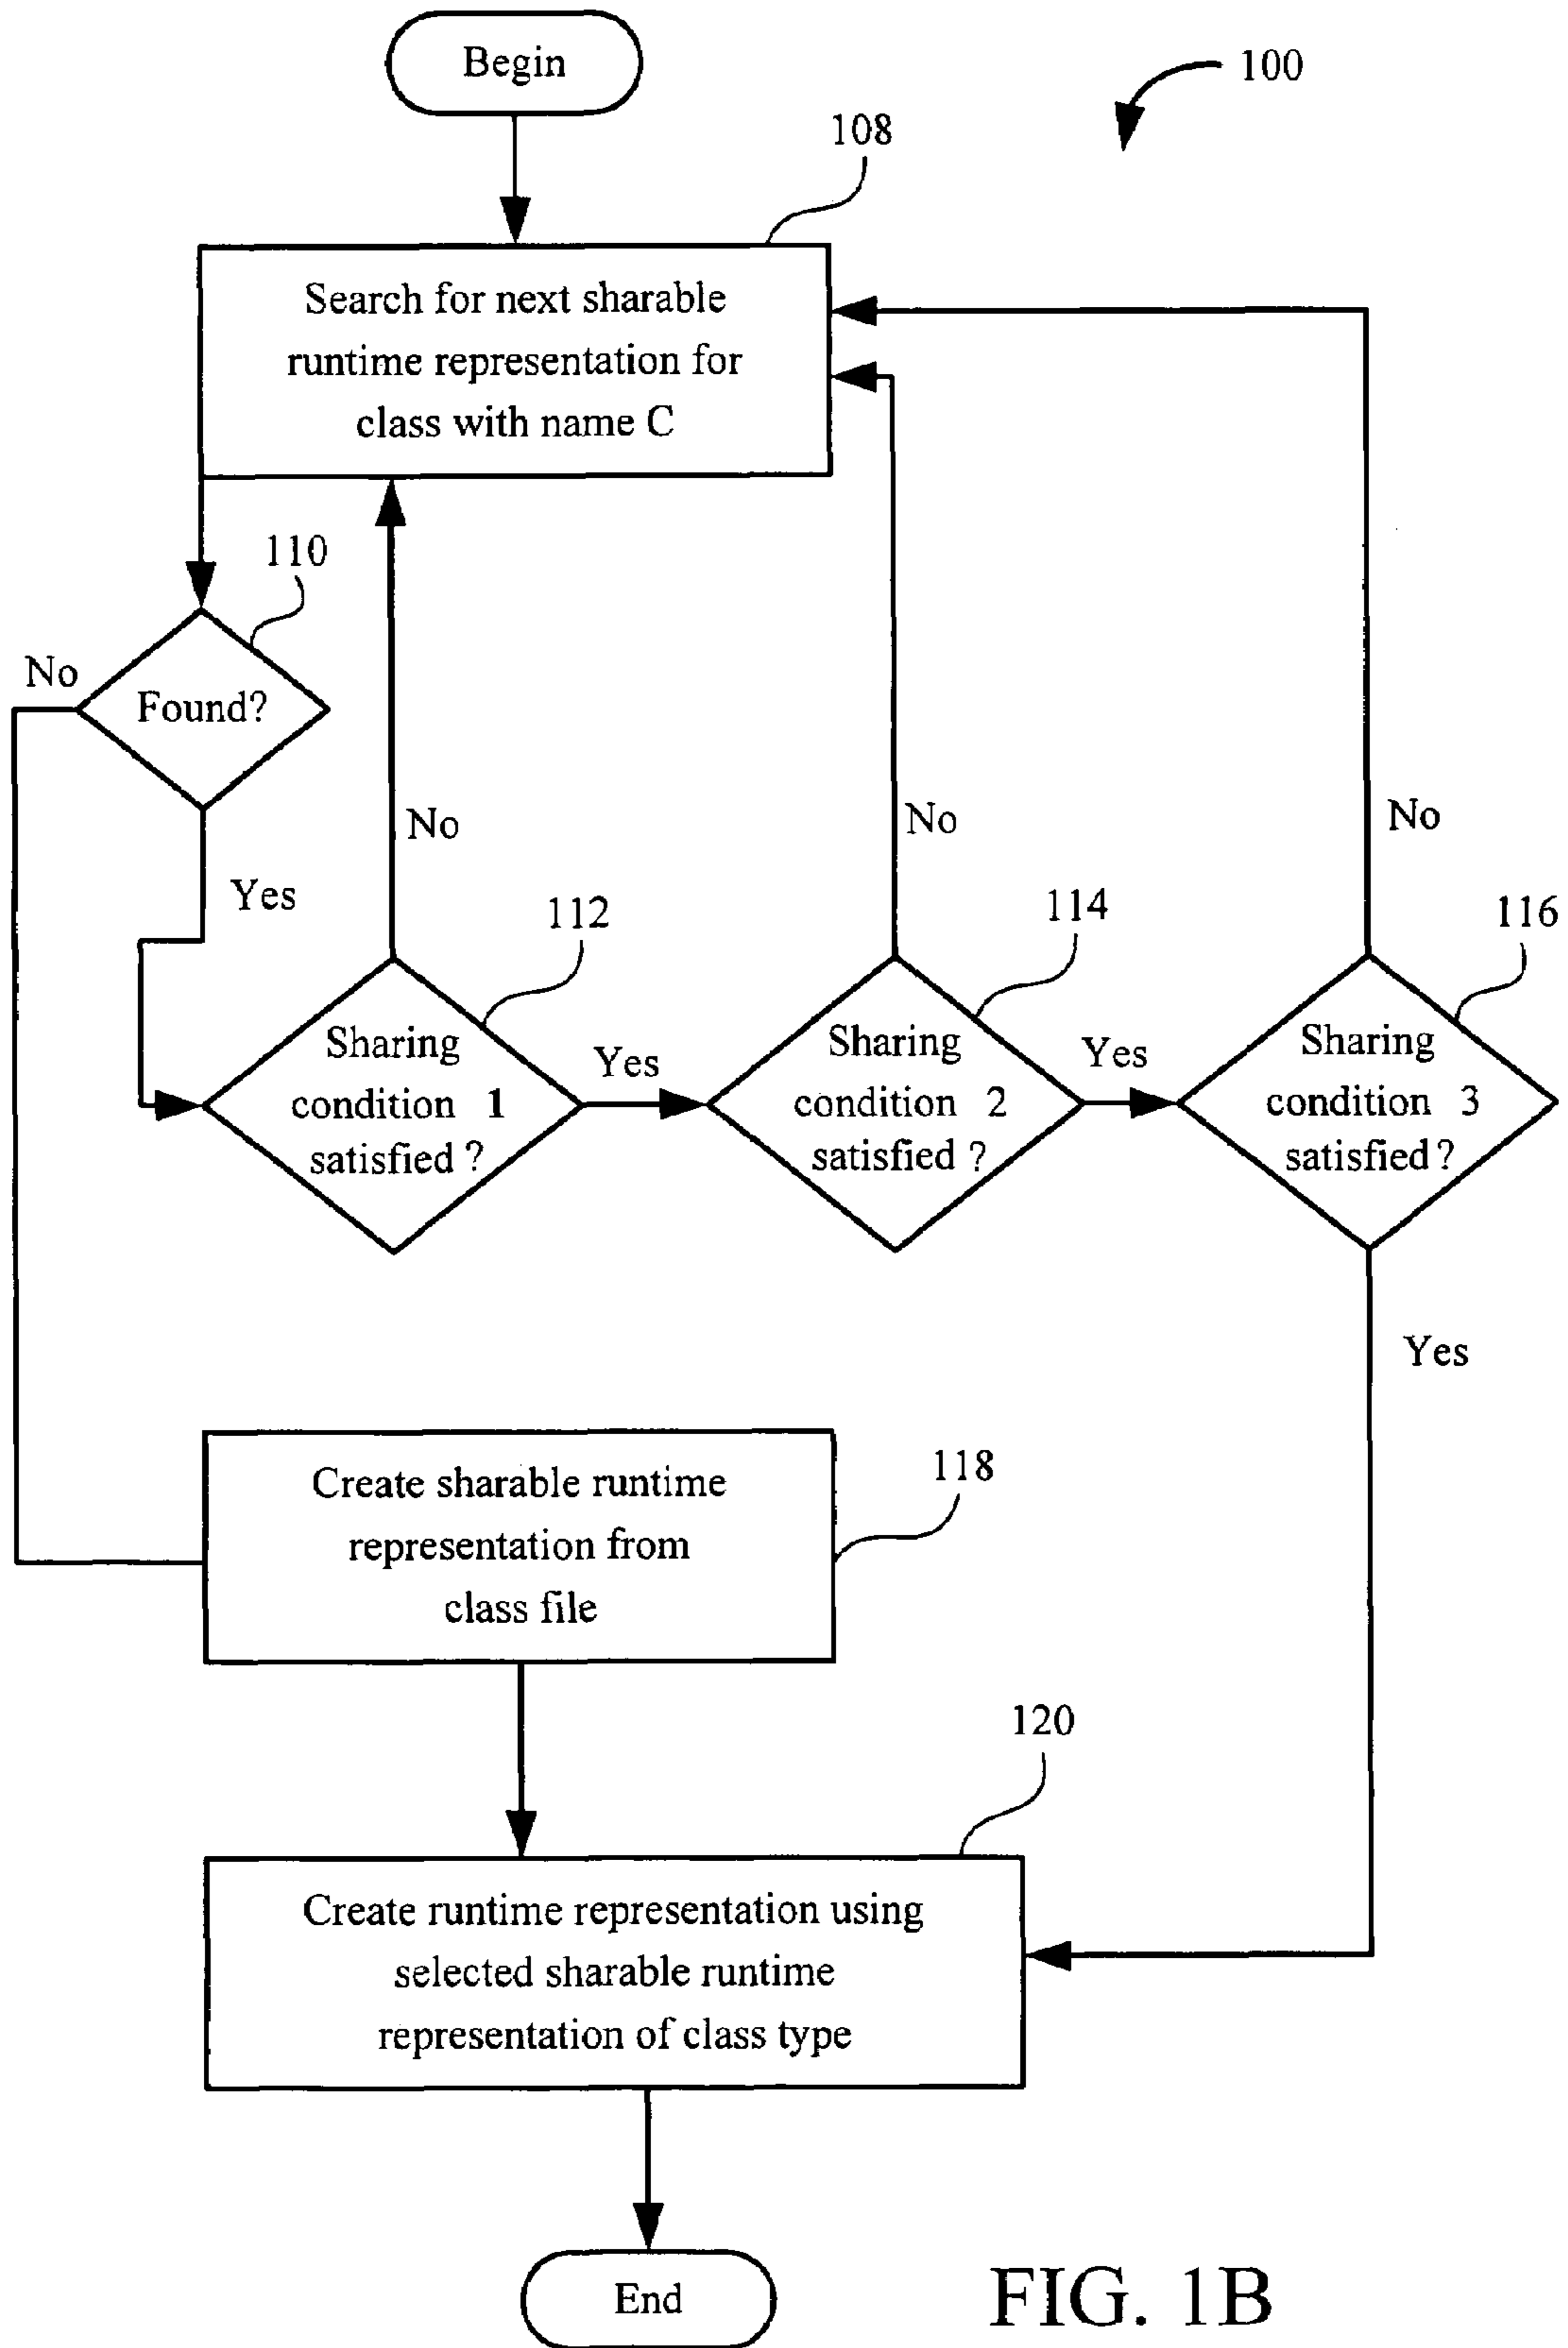 Begin
100
108
Search for next sharable
runtime representation for
class with name C
110
No
Found?
No
No
No
Yes
112
114
116
Sharing
condition 1
satisfied ?
Yes
Sharing
condition 2
satisfied ?
Yes
Sharing
condition 3
satisfied ?
Yes
Create sharable runtime
representation from
class file
118
120
Create runtime representation using
selected sharable runtime
representation of class type
End
FIG. 1B